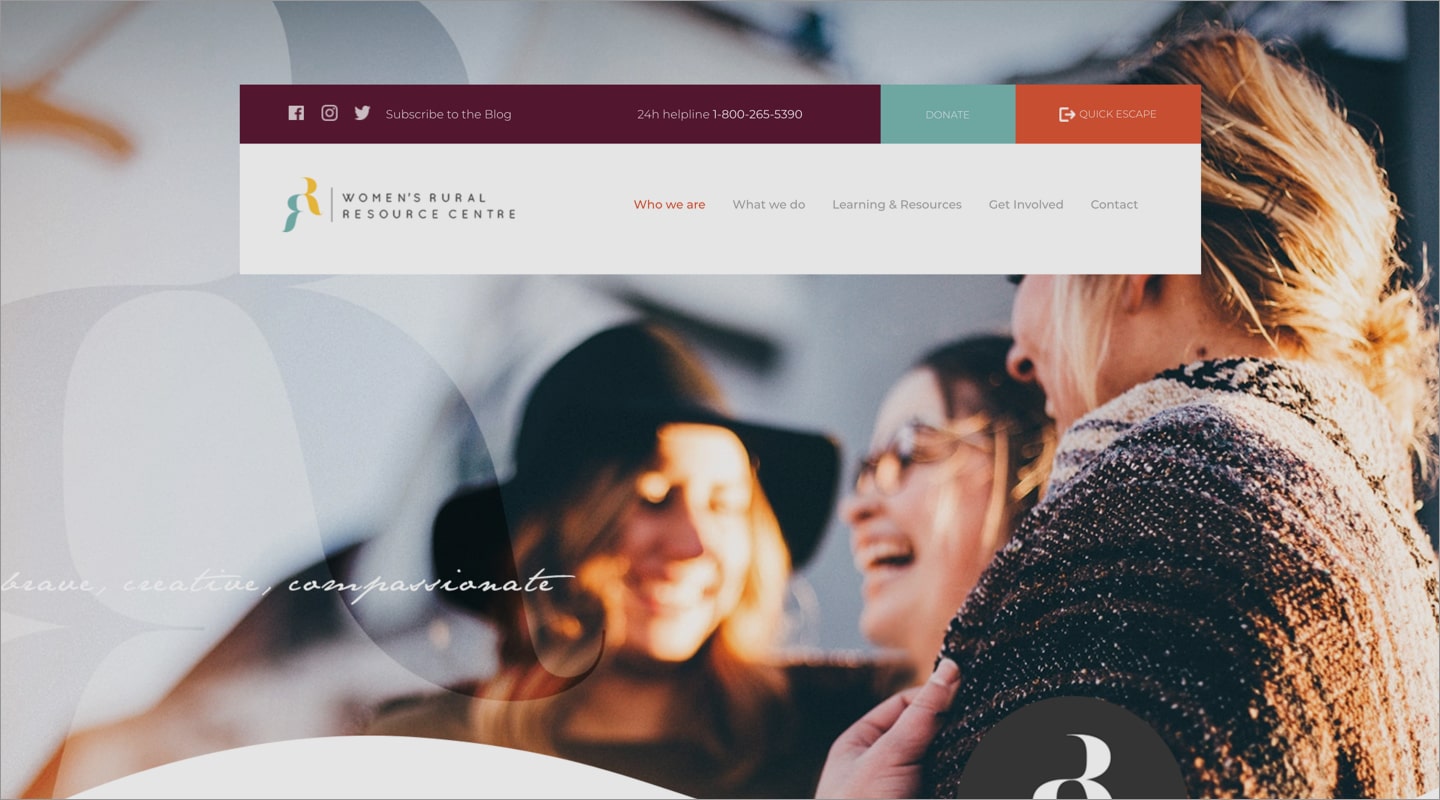 Subscribe to the Blog
24h helpline 1-800-265-5390
DONATE
QUICK ESCAPE
WOMEN'S RURAL
RESOURCE CENTRE
Who we are
What we do
Learning & Resources
Get Involved
Contact
brave, creative, compassionate